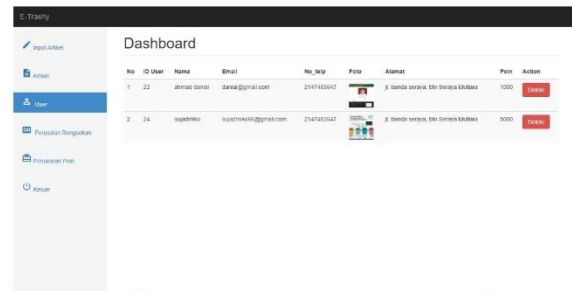 E-Trashy
Input Artikel
Artikel
User
Penjualan Rongsokan
Penukaran Poin
Keluar
Dashboard
No ID User Nama Email No_telp Foto Alamat Poin Action
1 22 ahmad danial danial@gmail.com 2147483647 jl. banda seraya, btn Seraya Mutiara 1000 Delete
2 24 sujadmiko sujadmiko66@gmail.com 2147483647 jl. banda seraya, btn Seraya Mutiara 5000 Delete